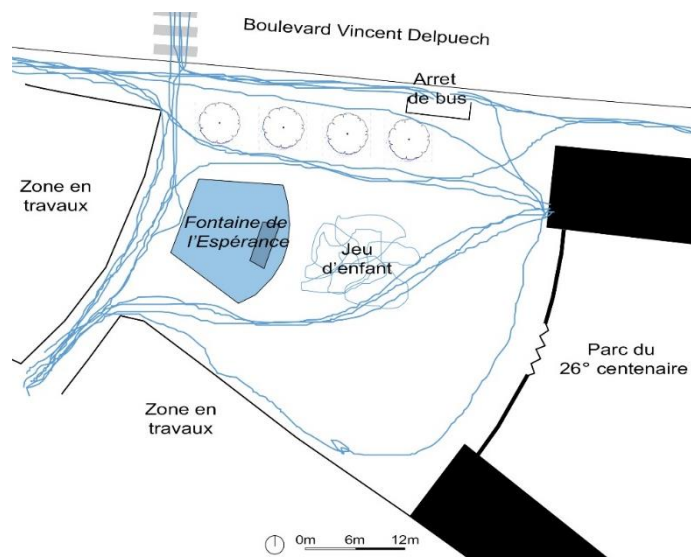 Boulevard Vincent Delpuech
Arret
de bus
Zone en
travaux
Fontaine de
l'Espérance
Jeu
d'enfant
Parc du
26° centenaire
Zone en
travaux
0m 6m 12m